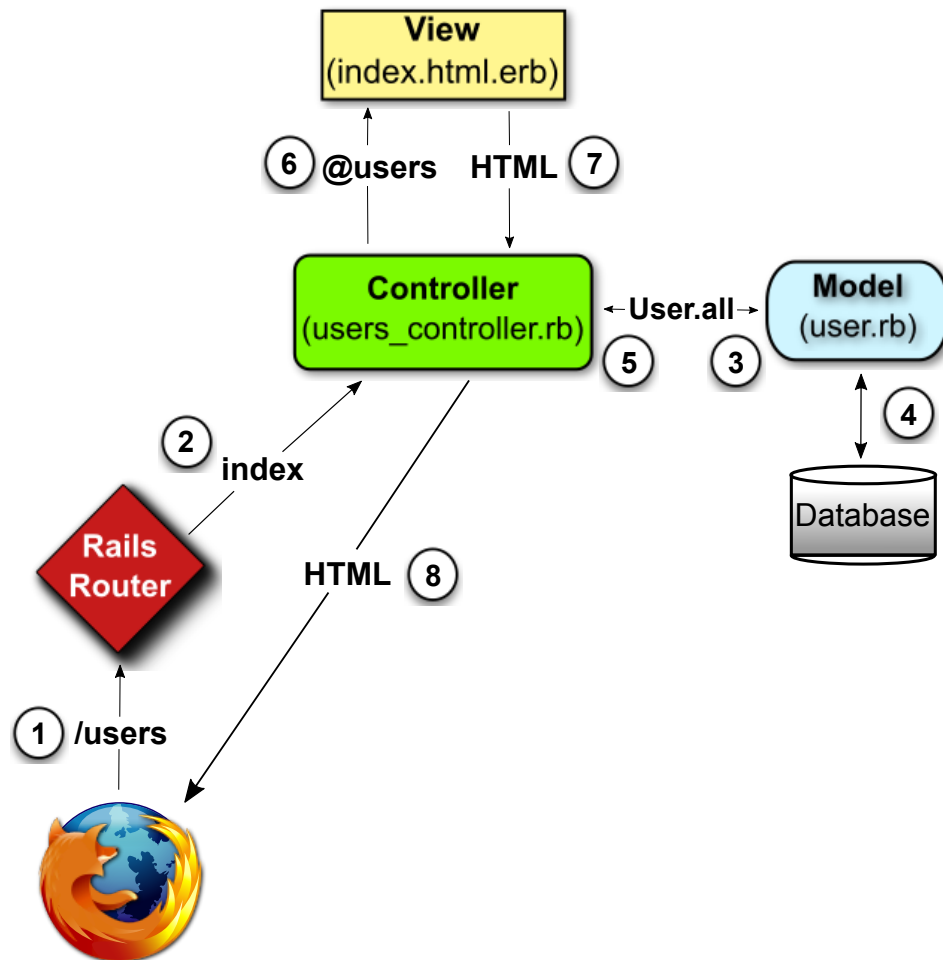 View
(index.html.erb)
6 @users HTML 7
Controller
(users_controller.rb)
User.all
Model
(user.rb)
5
3
4
2
index
Database
Rails
Router
HTML 8
1 /users